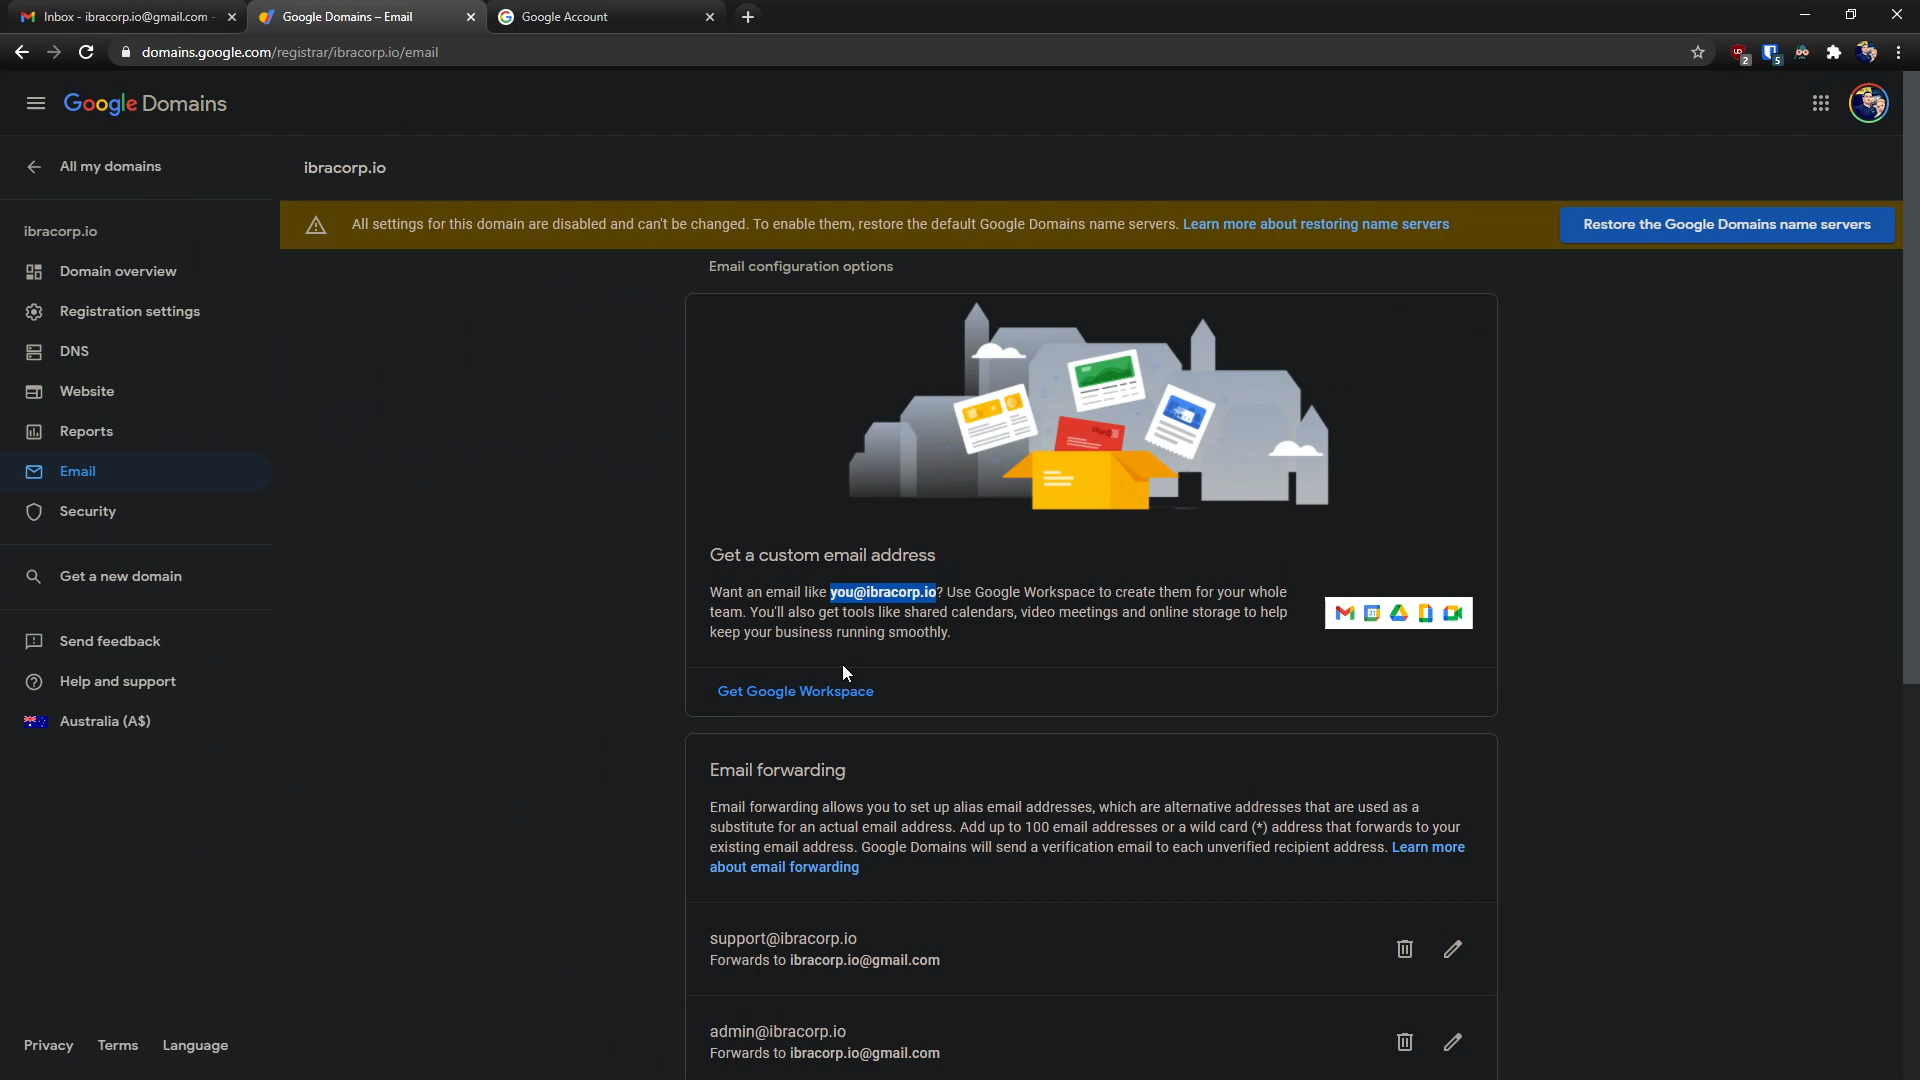 Inbox - ibracorp.io@gmail.com -
Google Domains – Email
Google Account
domains.google.com/registrar/ibracorp.io/email
2
5
Google Domains
All my domains
ibracorp.io
ibracorp.io
Domain overview
Registration settings
DNS
Website
Reports
Email
Security
Get a new domain
Send feedback
Help and support
Australia (A$)
Privacy
Terms
Language
All settings for this domain are disabled and can't be changed. To enable them, restore the default Google Domains name servers. Learn more about restoring name servers
Restore the Google Domains name servers
Email configuration options
Get a custom email address
Want an email like you@ibracorp.io? Use Google Workspace to create them for your whole
team. You'll also get tools like shared calendars, video meetings and online storage to help
keep your business running smoothly.
31
Get Google Workspace
Email forwarding
Email forwarding allows you to set up alias email addresses, which are alternative addresses that are used as a
substitute for an actual email address. Add up to 100 email addresses or a wild card (*) address that forwards to your
existing email address. Google Domains will send a verification email to each unverified recipient address. Learn more
about email forwarding
support@ibracorp.io
Forwards to ibracorp.io@gmail.com
admin@ibracorp.io
Forwards to ibracorp.io@gmail.com